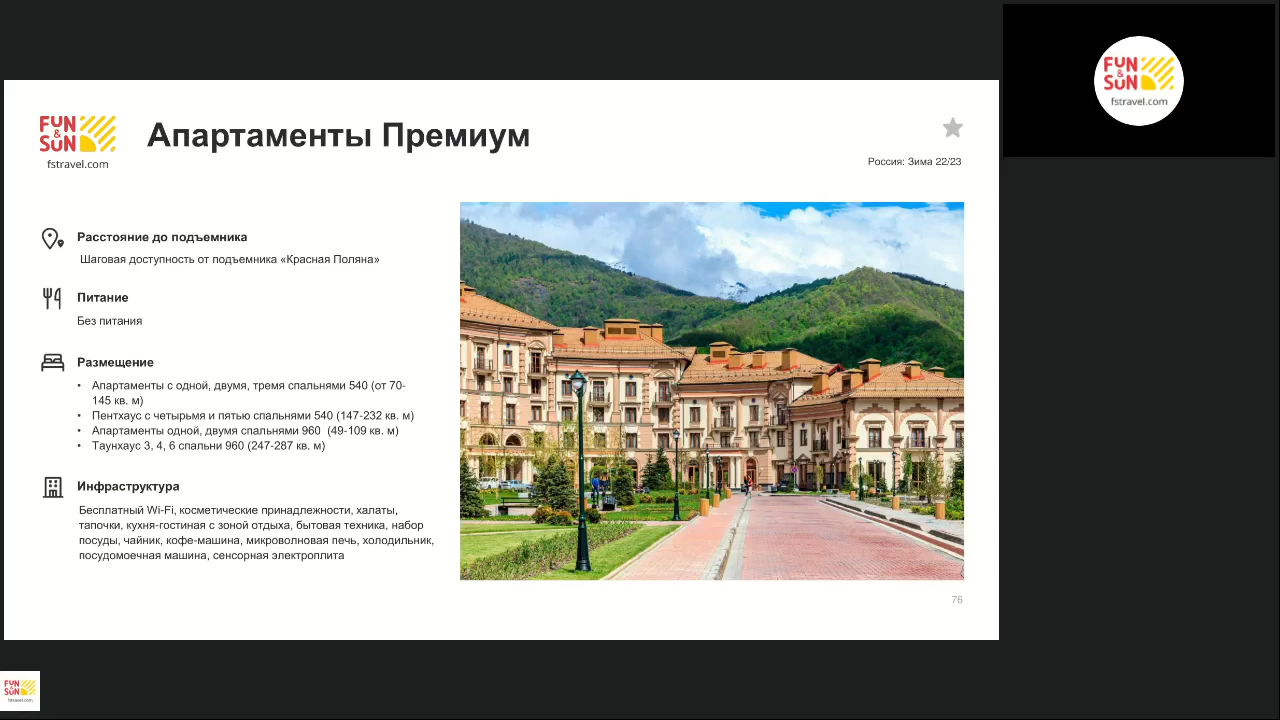 FUN
&
SUN
fstravel.com
Апартаменты Премиум
Россия: Зима 22/23
Расстояние до подъемника
Шаговая доступность от подъемника «Красная Поляна»
Питание
Без питания
Размещение
• Апартаменты с одной, двумя, тремя спальнями 540 (от 70-
145 кв. м)
• Пентхаус с четырьмя и пятью спальнями 540 (147-232 кв. м)
• Апартаменты одной, двумя спальнями 960 (49-109 кв. м)
• Таунхаус 3, 4, 6 спальни 960 (247-287 кв. м)
Инфраструктура
Бесплатный Wi-Fi, косметические принадлежности, халаты,
тапочки, кухня-гостиная с зоной отдыха, бытовая техника, набор
посуды, чайник, кофе-машина, микроволновая печь, холодильник,
посудомоечная машина, сенсорная электроплита
76
FUN
&
SUN
fstravel.com
FUN
&
SUN
fstravel.com